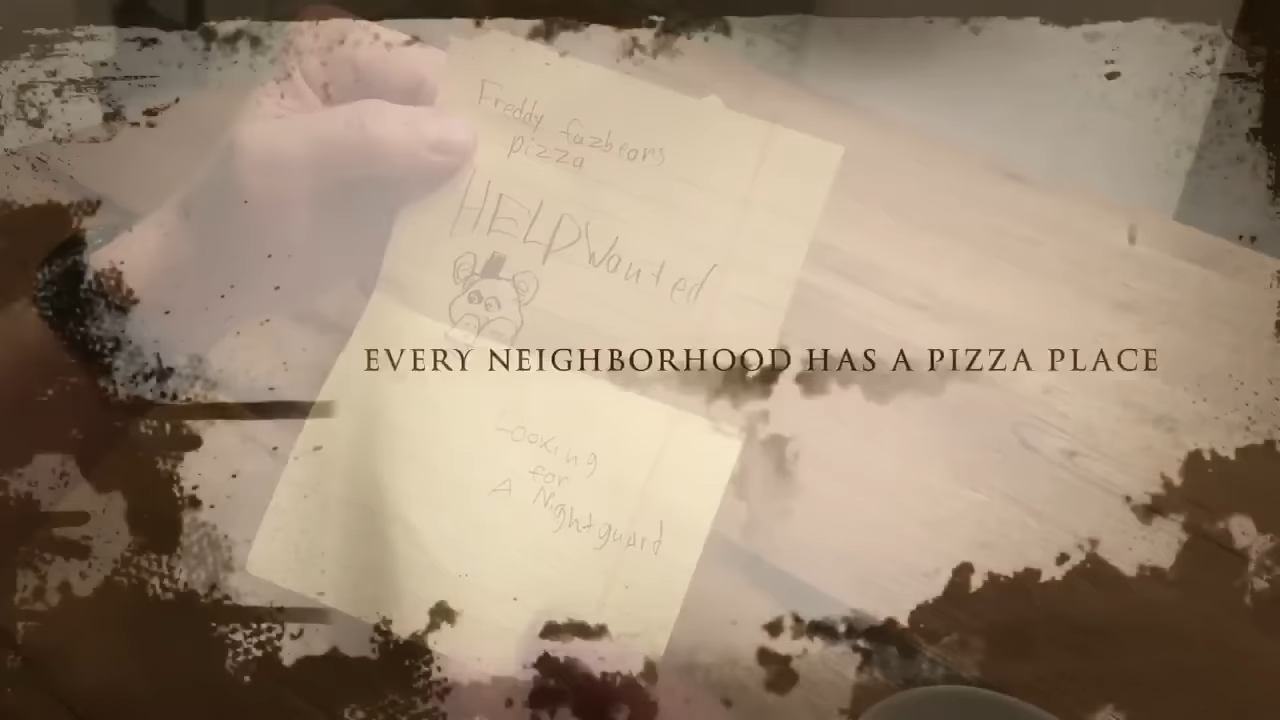 Freddy fazbears
pizza
HELP Wanted
EVERY NEIGHBORHOOD HAS A PIZZA PLACE
Looking
for
A Nightguard